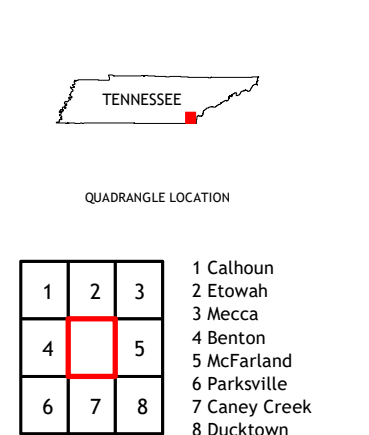 TENNESSEE
QUADRANGLE LOCATION
1 2 3
4 5
6 7 8
1 Calhoun
2 Etowah
3 Mecca
4 Benton
5 McFarland
6 Parksville
7 Caney Creek
8 Ducktown